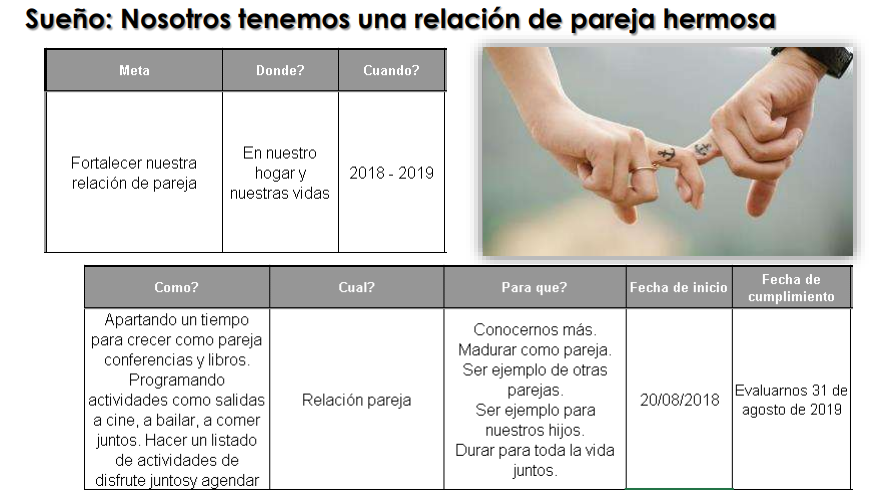 Sueño: Nosotros tenemos una relación de pareja hermosa
Meta
Donde?
Cuando?
Fortalecer nuestra
relación de pareja
En nuestro
hogar y
nuestras vidas
2018 - 2019
Como?
Cual?
Para que?
Fecha de inicio
Fecha de
cumplimiento
Apartando un tiempo
para crecer como pareja
conferencias y libros.
Programando
actividades como salidas
a cine, a bailar, a comer
juntos. Hacer un listado
de actividades de
disfrute juntosy agendar
Relación pareja
Conocernos más.
Madurar como pareja.
Ser ejemplo de otras
parejas.
Ser ejemplo para
nuestros hijos.
Durar para toda la vida
juntos.
20/08/2018
Evaluarnos 31 de
agosto de 2019